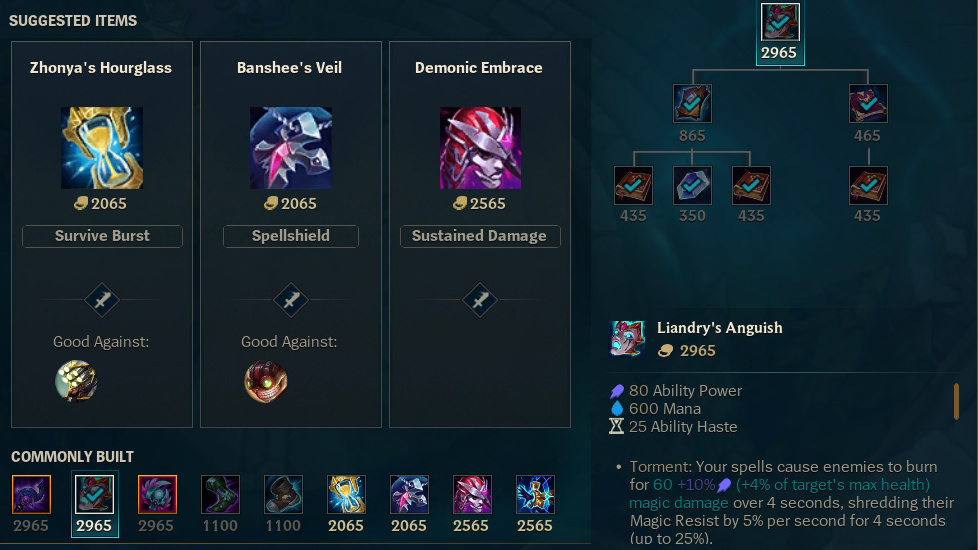 SUGGESTED ITEMS
Zhonya's Hourglass
Banshee's Veil
Demonic Embrace
2065
2065
2565
Survive Burst
Spellshield
Sustained Damage
Good Against:
Good Against:
COMMONLY BUILT
2965
2965
2965
1100
1100
2065
2065
2565
2565
2965
865
465
435
350
435
435
Liandry's Anguish
2965
80 Ability Power
600 Mana
25 Ability Haste
• Torment: Your spells cause enemies to burn
for 60 +10% (+4% of target's max health)
magic damage over 4 seconds, shredding their
Magic Resist by 5% per second for 4 seconds
(up to 25%).